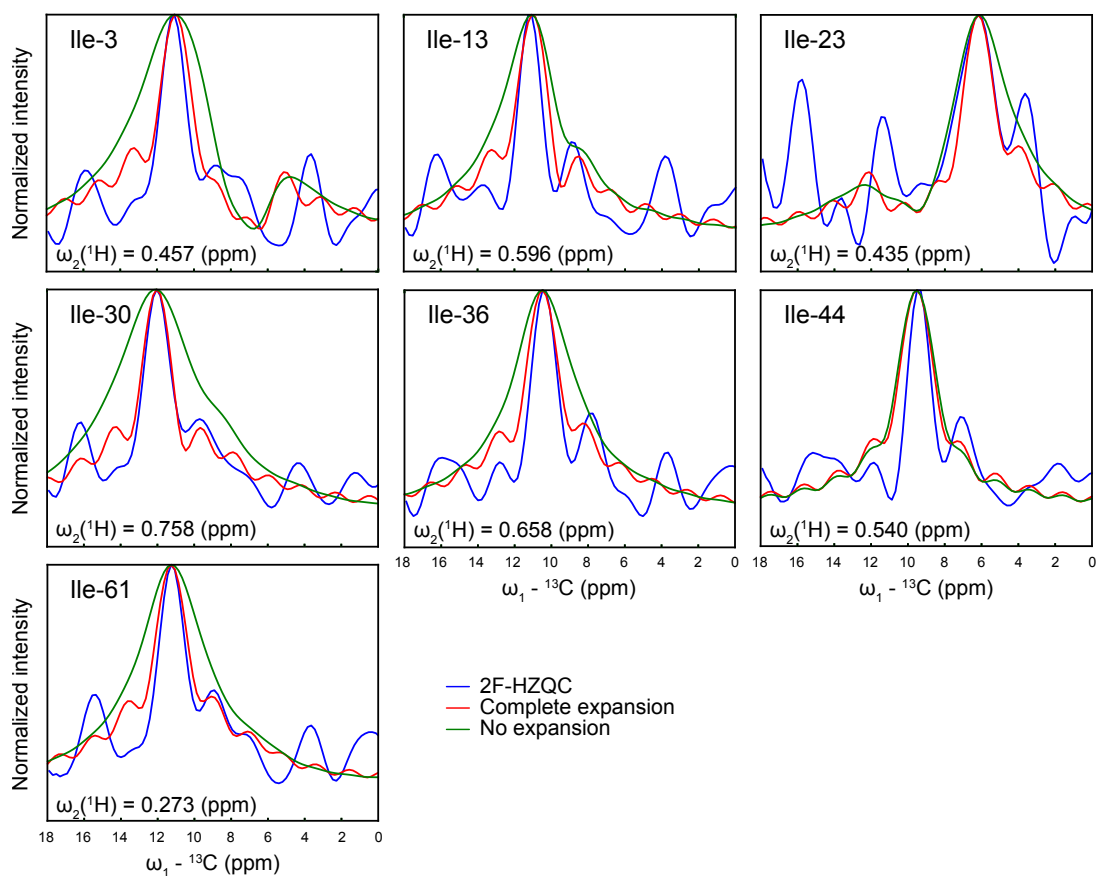 Normalized intensity
Ile-3
ω₂(¹H) = 0.457 (ppm)
Ile-13
ω₂(¹H) = 0.596 (ppm)
Ile-23
ω₂(¹H) = 0.435 (ppm)
Normalized intensity
Ile-30
ω₂(¹H) = 0.758 (ppm)
Ile-36
ω₂(¹H) = 0.658 (ppm)
18 16 14 12 10 8 6 4 2 0
ω₁ - ¹³C (ppm)
Ile-44
ω₂(¹H) = 0.540 (ppm)
18 16 14 12 10 8 6 4 2 0
ω₁ - ¹³C (ppm)
Normalized intensity
Ile-61
ω₂(¹H) = 0.273 (ppm)
18 16 14 12 10 8 6 4 2 0
ω₁ - ¹³C (ppm)
2F-HZQC
Complete expansion
No expansion